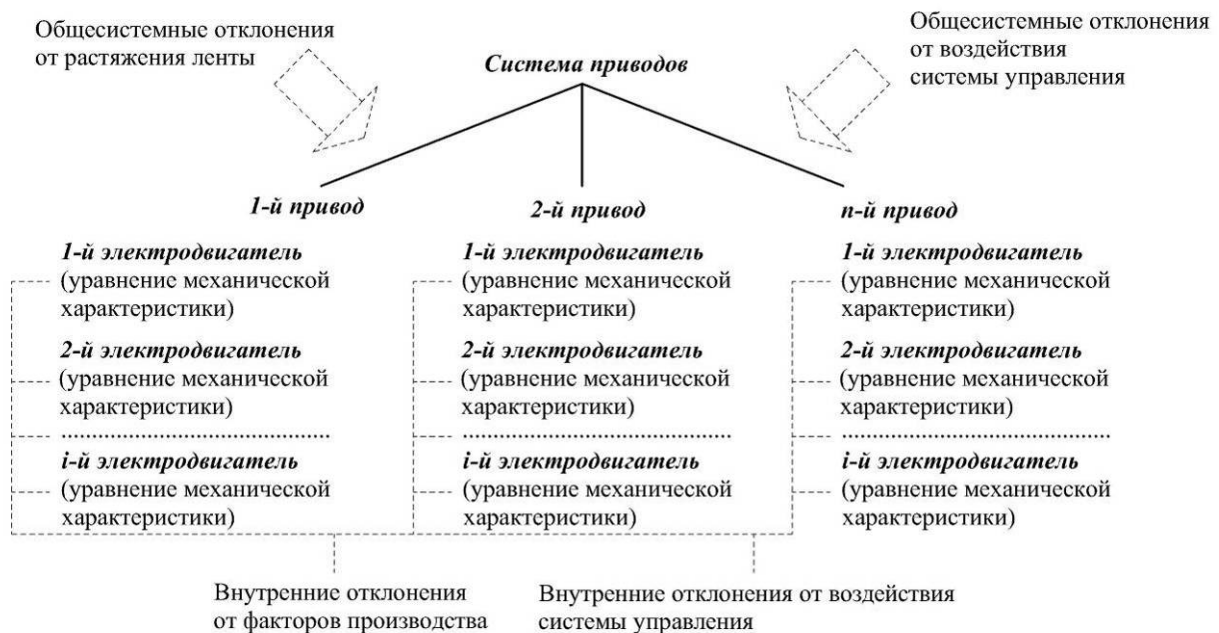 Общесистемные отклонения
от растяжения ленты
Общесистемные отклонения
от воздействия
системы управления
Система приводов
1-й привод
2-й привод
n-й привод
1-й электродвигатель
(уравнение механической
характеристики)
2-й электродвигатель
(уравнение механической
характеристики)
i-й электродвигатель
(уравнение механической
характеристики)
1-й электродвигатель
(уравнение механической
характеристики)
2-й электродвигатель
(уравнение механической
характеристики)
i-й электродвигатель
(уравнение механической
характеристики)
1-й электродвигатель
(уравнение механической
характеристики)
2-й электродвигатель
(уравнение механической
характеристики)
i-й электродвигатель
(уравнение механической
характеристики)
Внутренние отклонения
от факторов производства
Внутренние отклонения от воздействия
системы управления